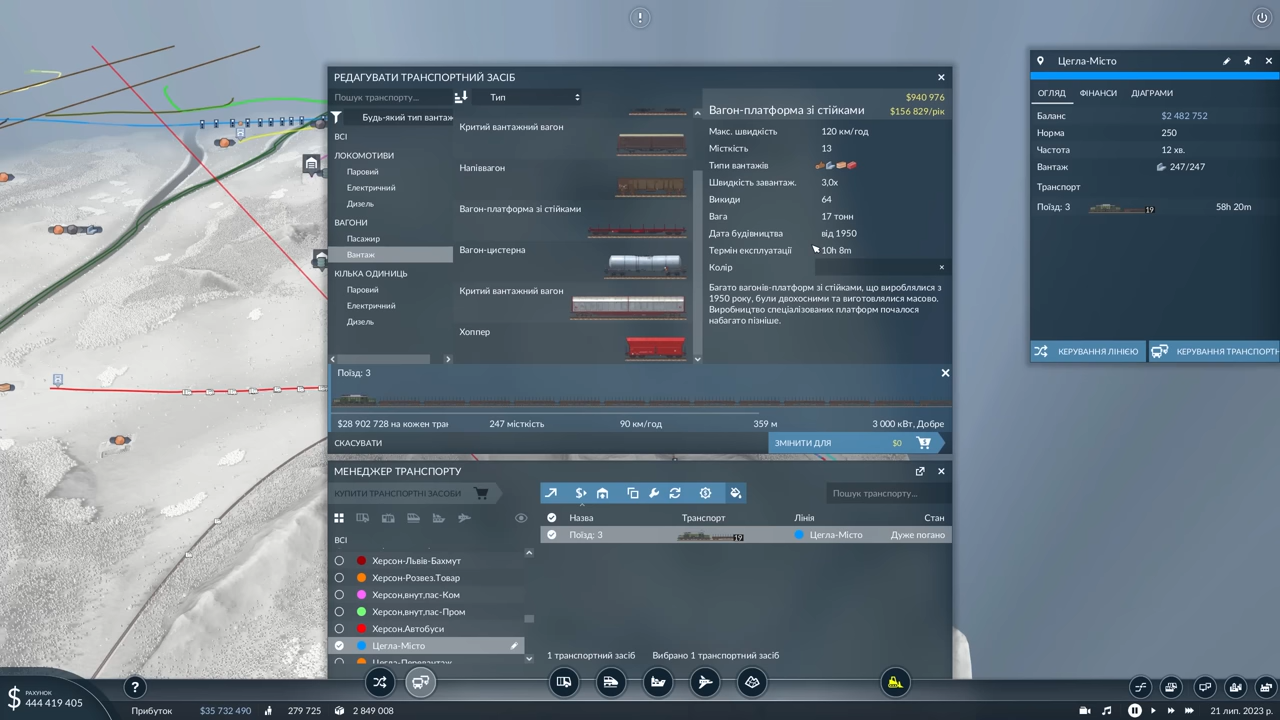 РЕДАГУВАТИ ТРАНСПОРТНИЙ ЗАСІБ
Пошук транспорту...
Тип
Будь-який тип вантаж
ВСІ
ЛОКОМОТИВИ
Паровий
Електричний
Дизель
ВАГОНИ
Пасажир
Вантаж
КІЛЬКА ОДИНИЦЬ
Паровий
Електричний
Дизель
Критий вантажний вагон
Напіввагон
Вагон-платформа зі стійками
Вагон-цистерна
Критий вантажний вагон
Хоппер
$940 976
Вагон-платформа зі стійками
$156 829/рік
Макс. швидкість 120 км/год
Місткість 13
Типи вантажів
Швидкість завантаж. 3,0x
Викиди 64
Вага 17 тонн
Дата будівництва від 1950
Термін експлуатації 10h 8m
Колір
Багато вагонів-платформ зі стійками, що вироблялися з
1950 року, були двохосними та виготовлялися масово.
Виробництво спеціалізованих платформ почалося
набагато пізніше.
Поїзд: 3
$28 902 728 на кожен тра
247 місткість
90 км/год
359 м
3 000 кВт, Добре
СКАСУВАТИ
ЗМІНИТИ ДЛЯ
$0
МЕНЕДЖЕР ТРАНСПОРТУ
КУПИТИ ТРАНСПОРТНІ ЗАСОБИ
Пошук транспорту...
ВСІ
Херсон-Львів-Бахмут
Херсон-Розвез.Товар
Херсон,внут,пас-Ком
Херсон,внут,пас-Пром
Херсон.Автобуси
Цегла-Місто
Цегла-Перевантаж
Назва Транспорт Лінія Стан
Поїзд: 3 19 Цегла-Місто Дуже погано
1 транспортний засіб
Вибрано 1 транспортний засіб
Цегла-Місто
ОГЛЯД ФІНАНСИ ДІАГРАМИ
Баланс $2 482 752
Норма 250
Частота 12 хв.
Вантаж 247/247
Транспорт
Поїзд: 3 19 58h 20m
КЕРУВАННЯ ЛІНІЄЮ
КЕРУВАННЯ ТРАНСПОРТН
$ РАХУНОК
444 419 405
?
Прибуток $35 732 490
279 725
2 849 008
21 лип. 2023 р.